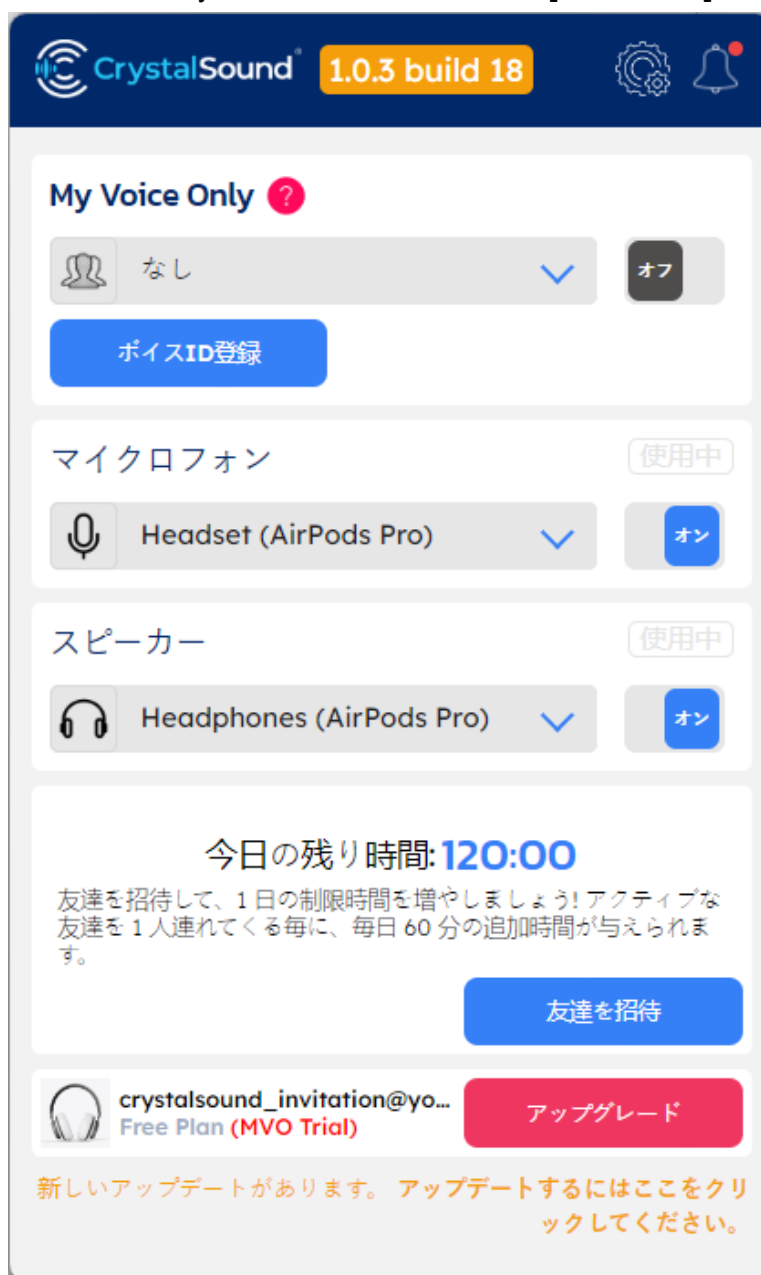 CrystalSound 1.0.3 build 18
My Voice Only ?
なし
オフ
ボイスID登録
マイクロフォン
使用中
Headset (AirPods Pro)
オン
スピーカー
使用中
Headphones (AirPods Pro)
オン
今日の残り時間: 120:00
友達を招待して、1日の制限時間を増やしましょう! アクティブな
友達を1人連れてくる毎に、毎日 60 分の追加時間が与えられま
す。
友達を招待
crystalsound_invitation@yo...
Free Plan (MVO Trial)
アップグレード
新しいアップデートがあります。 アップデートするにはここをクリ
ックしてください。